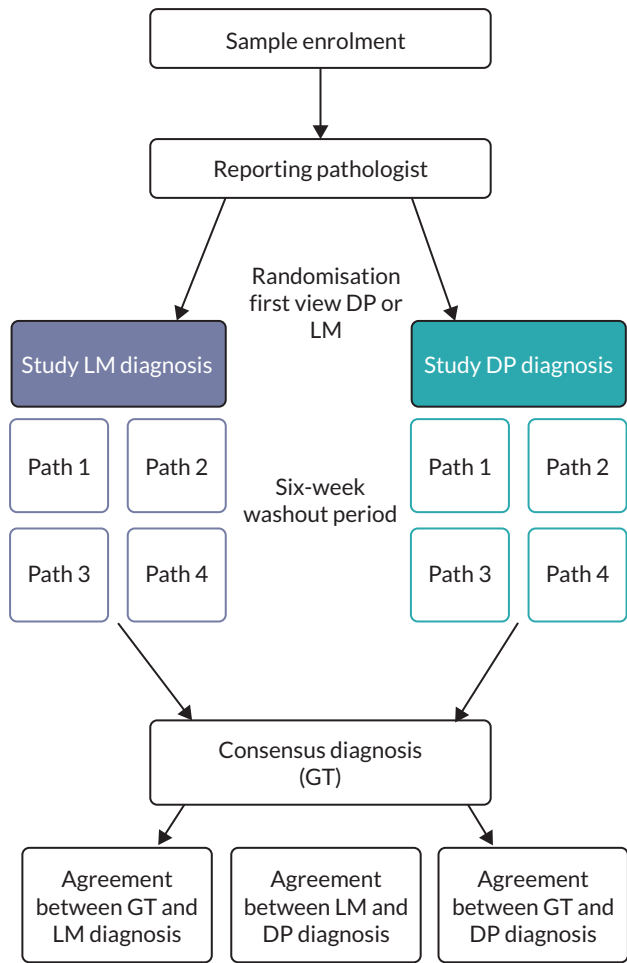 Sample enrolment
Reporting pathologist
Randomisation
first view DP or
LM
Study LM diagnosis
Study DP diagnosis
Path 1
Path 2
Path 3
Path 4
Six-week
washout period
Path 1
Path 2
Path 3
Path 4
Consensus diagnosis
(GT)
Agreement
between GT and
LM diagnosis
Agreement
between LM and
DP diagnosis
Agreement
between GT and
DP diagnosis